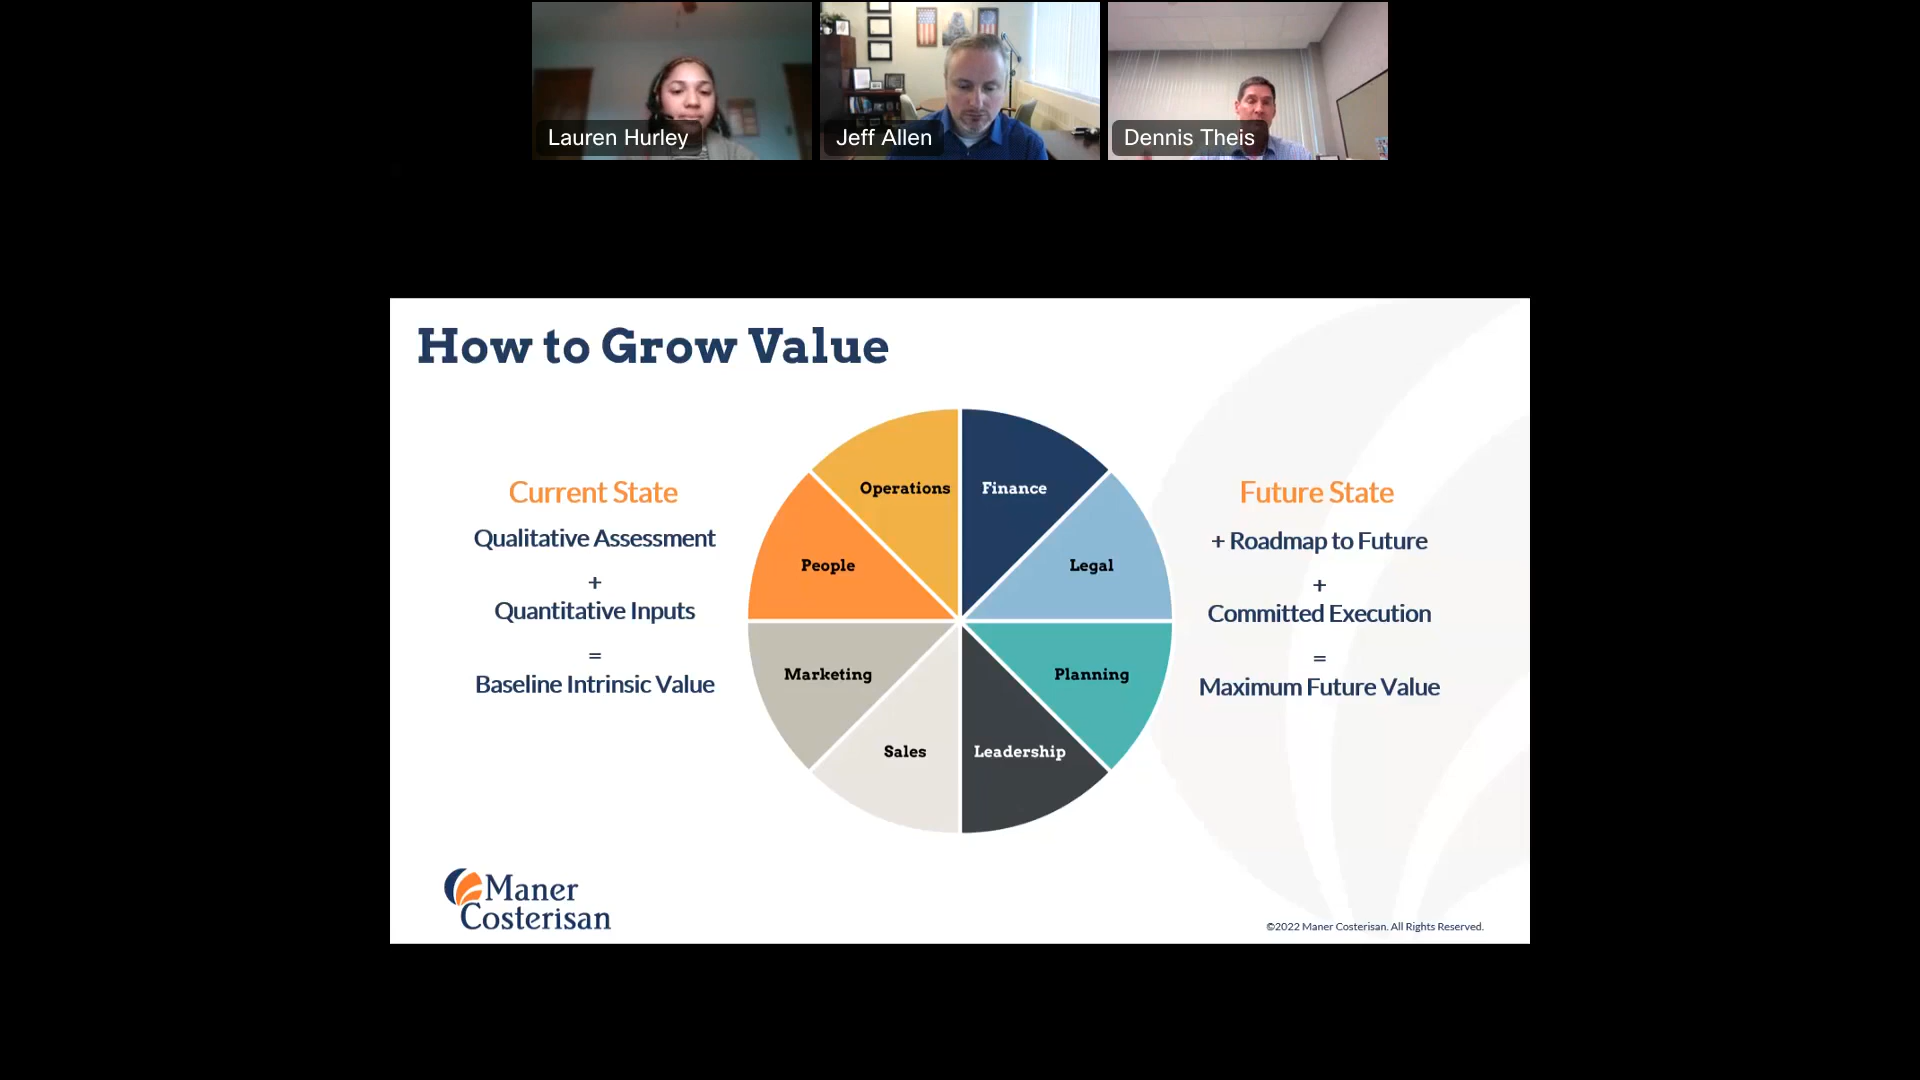 Lauren Hurley
Jeff Allen
Dennis Theis
How to Grow Value
Current State
Qualitative Assessment
+
Quantitative Inputs
=
Baseline Intrinsic Value
Operations
Finance
People
Legal
Marketing
Planning
Sales
Leadership
Future State
+ Roadmap to Future
+
Committed Execution
=
Maximum Future Value
Maner
Costerisan
©2022 Maner Costerisan. All Rights Reserved.